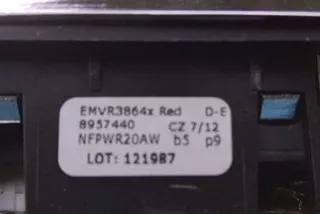 EMVR3864x Red D-E
8957440 CZ 7/12
NFPWR20AW b5 p9
LOT: 121987